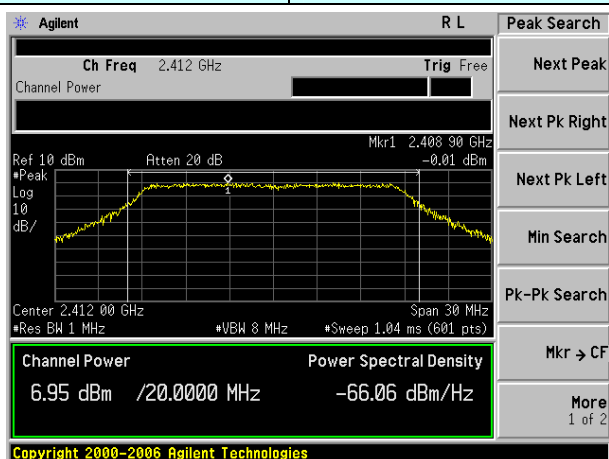 Agilent R L Peak Search
Ch Freq 2.412 GHz Trig Free
Channel Power
Next Peak
Next Pk Right
Mkr1 2.408 90 GHz
Ref 10 dBm Atten 20 dB -0.01 dBm
#Peak
Log
10
dB/
1
Next Pk Left
Min Search
Pk-Pk Search
Center 2.412 00 GHz Span 30 MHz
#Res BW 1 MHz #VBW 8 MHz #Sweep 1.04 ms (601 pts)
Channel Power Power Spectral Density
6.95 dBm /20.0000 MHz -66.06 dBm/Hz
Mkr → CF
More
1 of 2
Copyright 2000-2006 Agilent Technologies